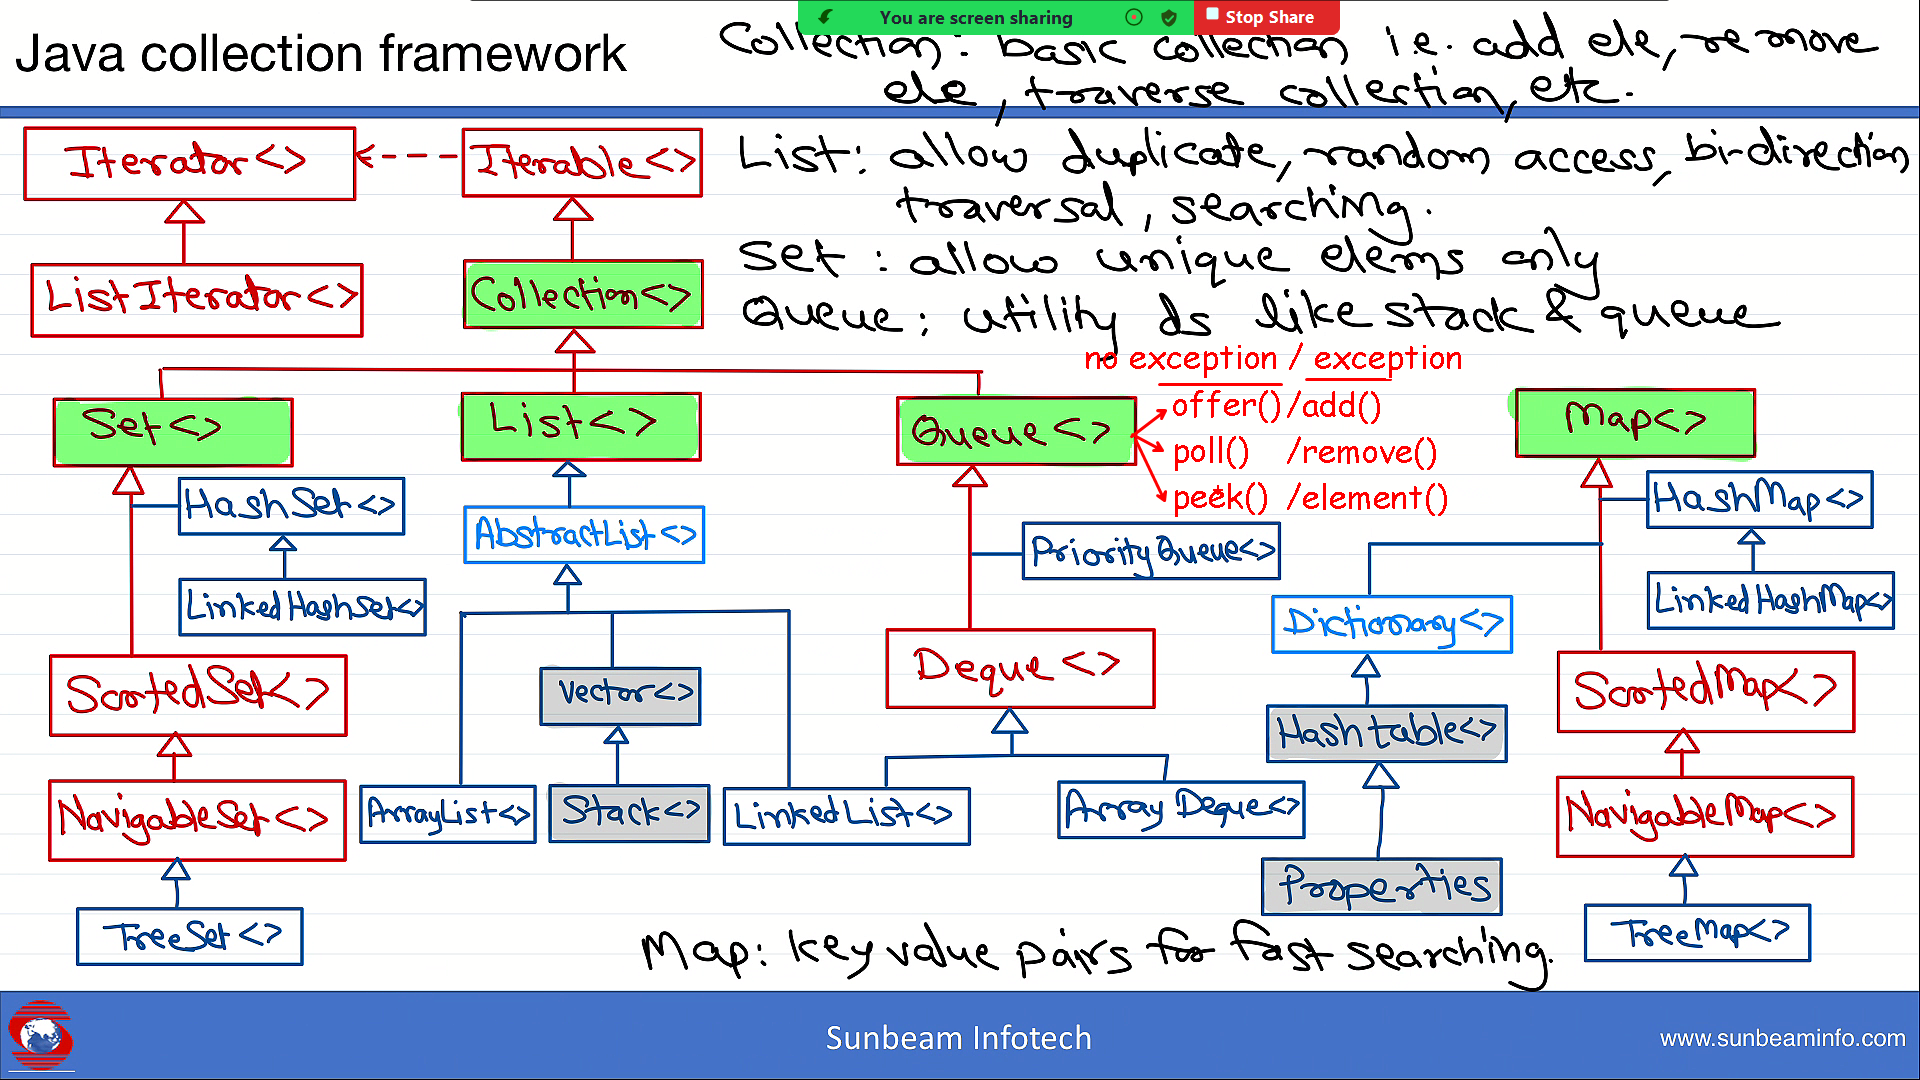 You are screen sharing
Stop Share
Java collection framework
Collection: basic collection i.e. add ele, remove
ele, traverse collection, etc.
Iterator<>
Iterable<>
List: allow duplicate, random access, bi-direction
traversal, searching.
ListIterator<>
Collection<>
Set : allow unique elems only
Queue: utility ds like stack & queue
no exception / exception
Set<>
List<>
Queue<>
offer() /add()
poll() /remove()
peek() /element()
Map<>
HashSet<>
AbstractList<>
PriorityQueue<>
HashMap<>
LinkedHashSet<>
Dictionary<>
LinkedHashMap<>
SortedSet<>
Vector<>
Deque<>
Hashtable<>
SortedMap<>
NavigableSet<>
ArrayList<>
Stack<>
LinkedList<>
ArrayDeque<>
NavigableMap<>
Properties
TreeSet<>
TreeMap<>
Map: key value pairs for fast searching.
Sunbeam Infotech
www.sunbeaminfo.com